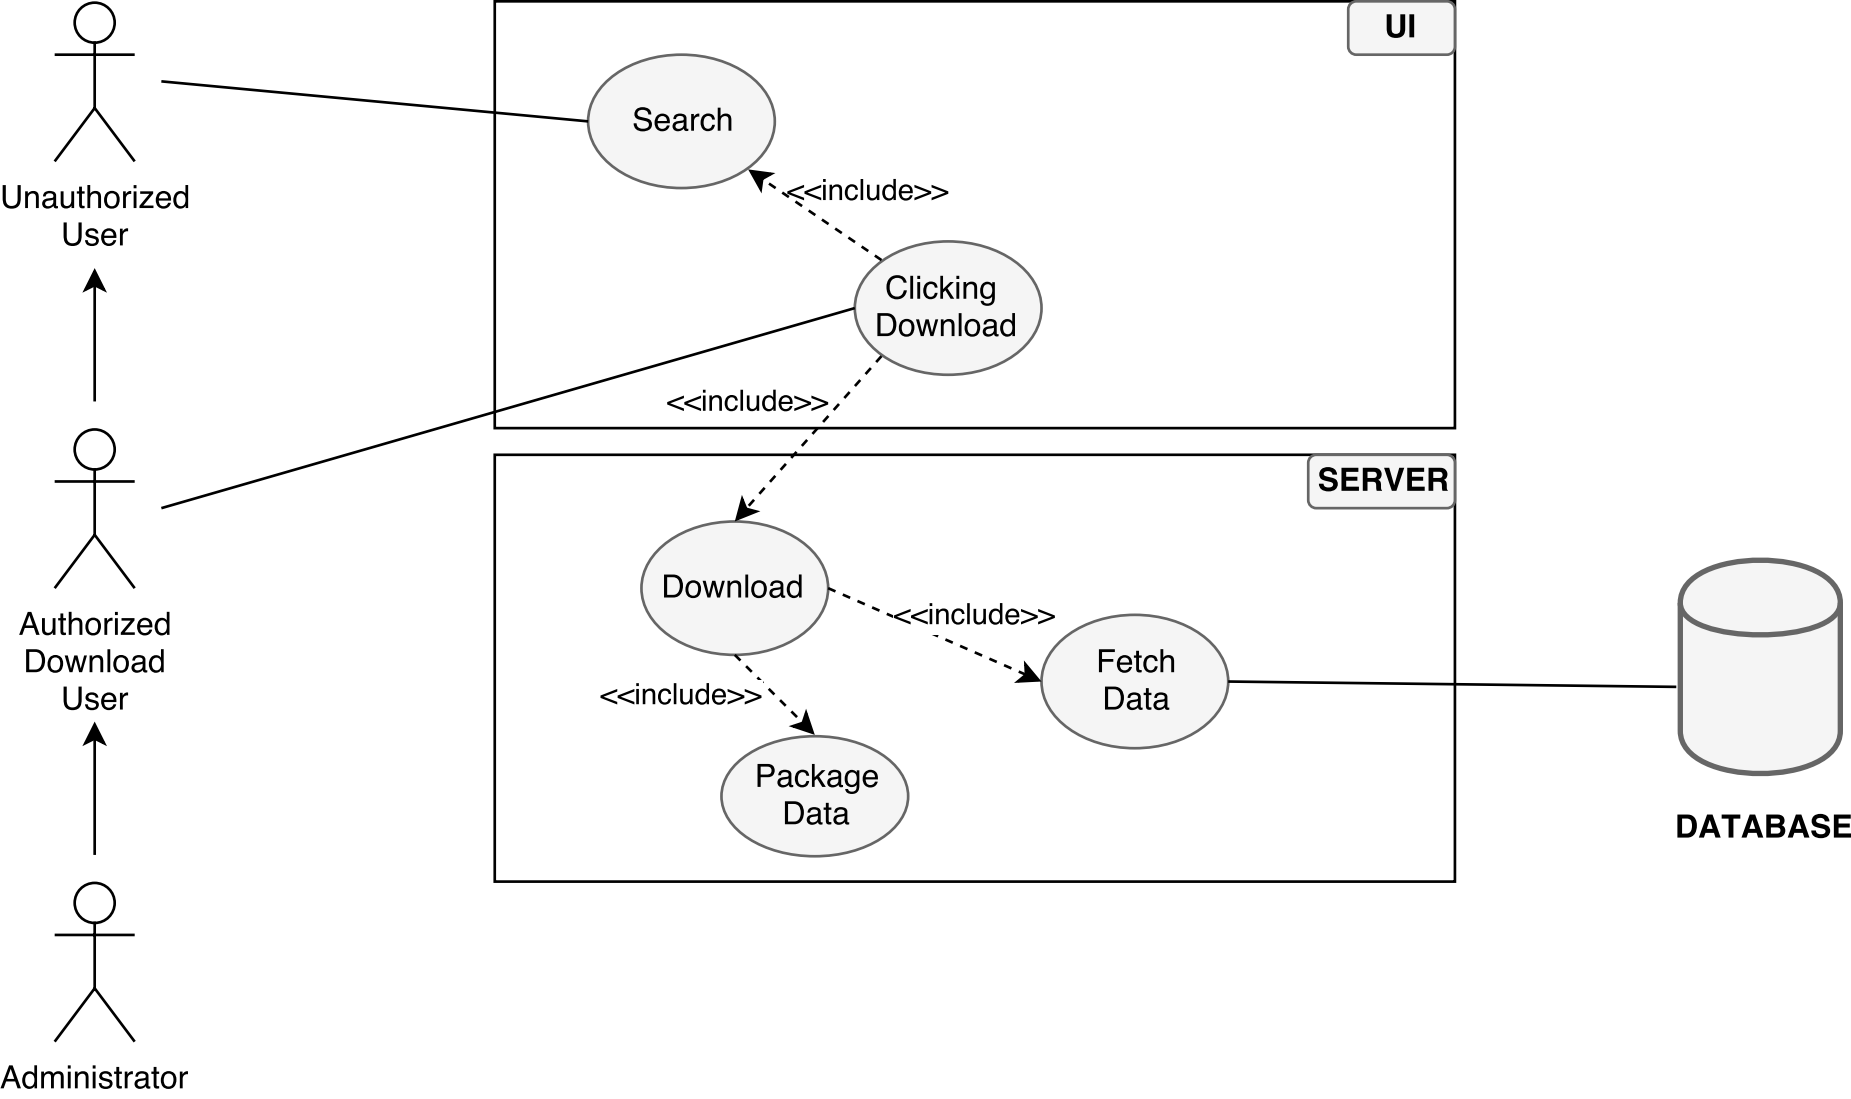 UI
Search
<<include>>
Unauthorized
User
Clicking
Download
<<include>>
SERVER
Download
<<include>>
Authorized
Download
User
Fetch
Data
<<include>>
Package
Data
DATABASE
Administrator